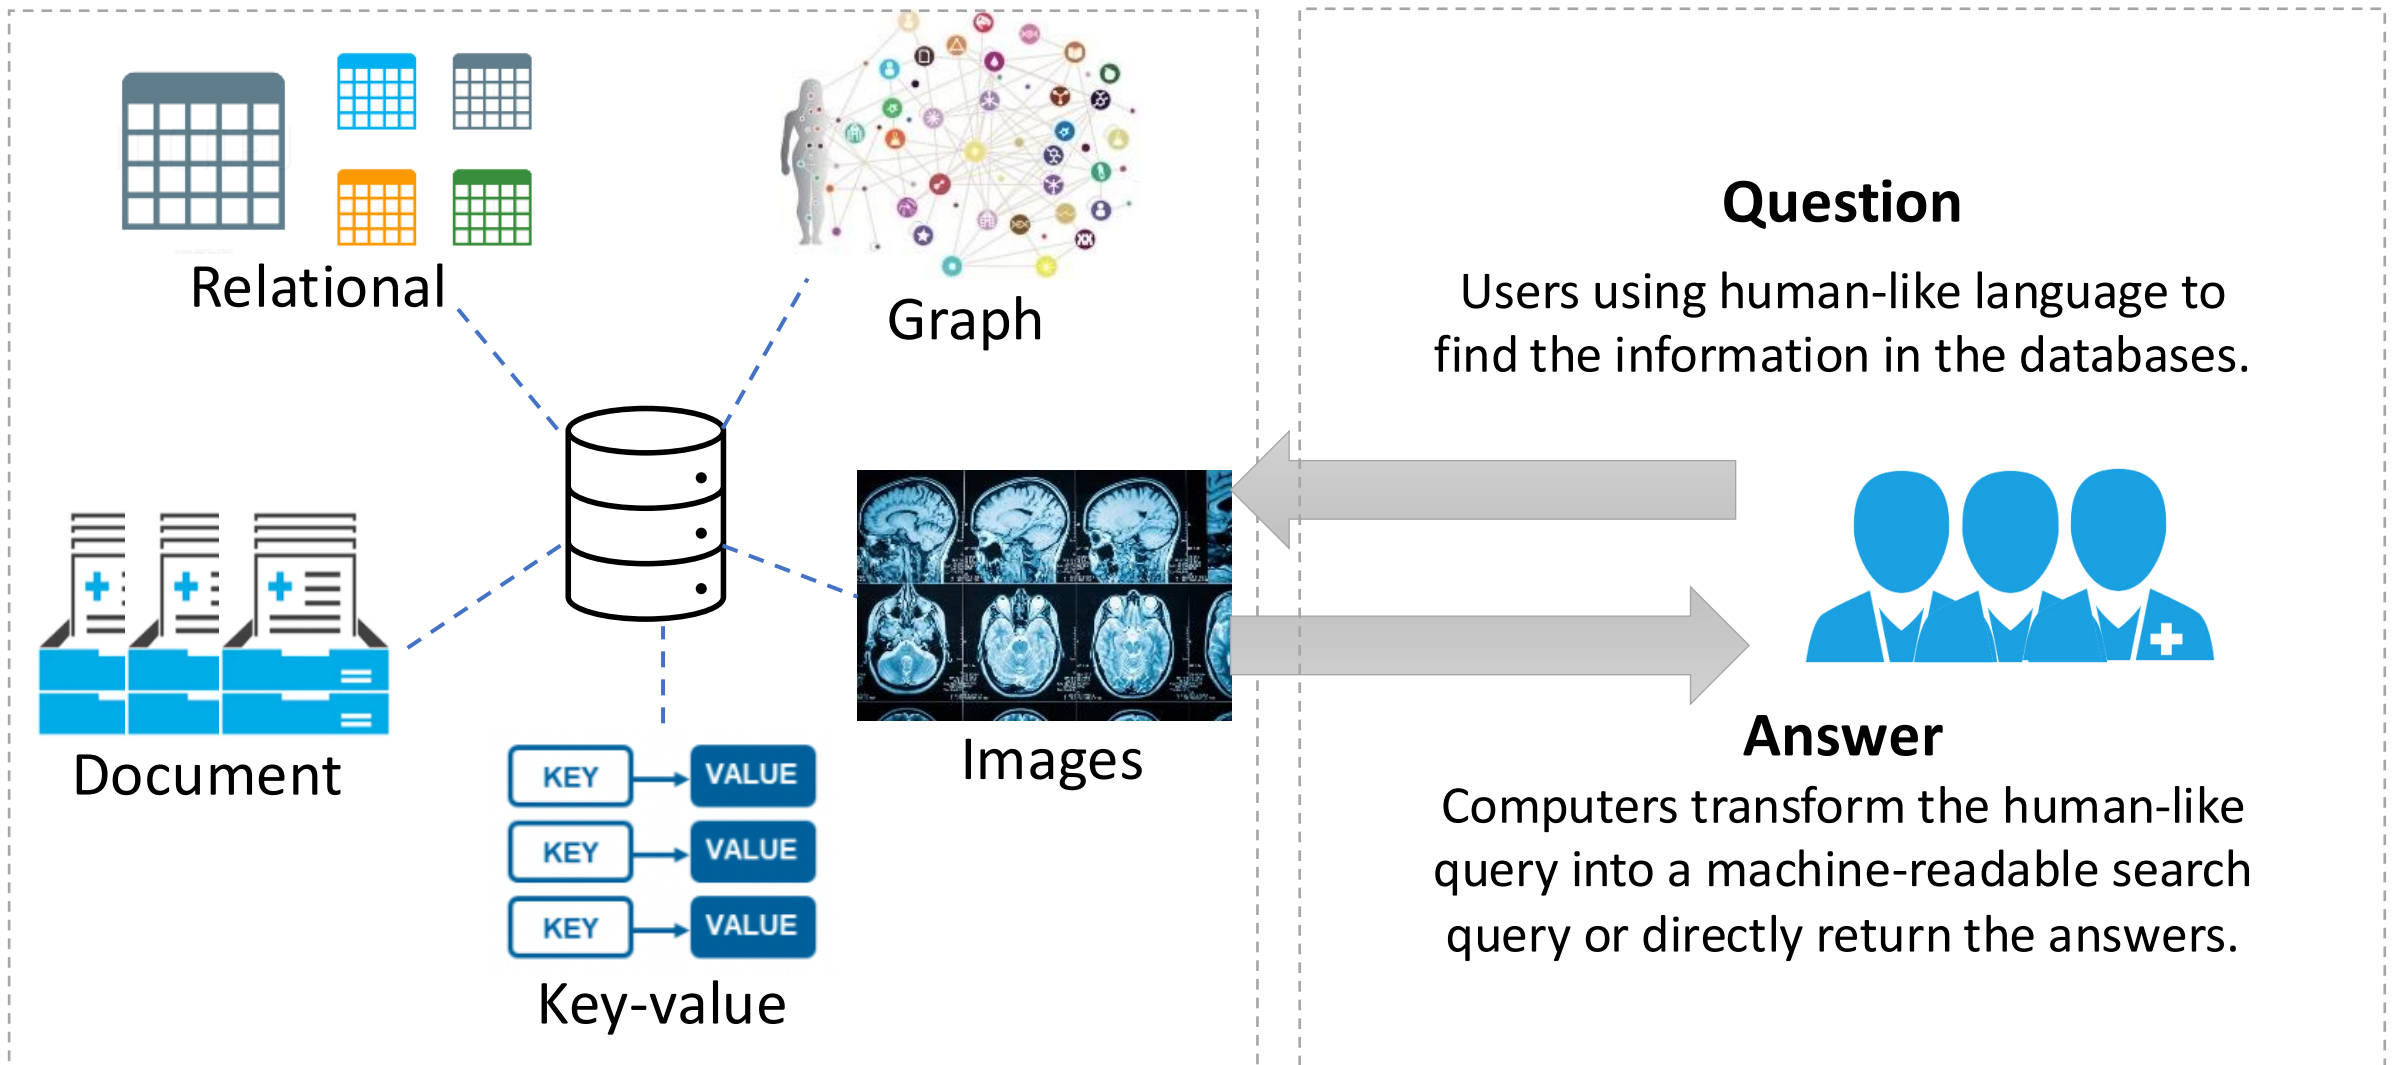 Relational
Graph
Document
Images
KEY VALUE
KEY VALUE
KEY VALUE
Key-value
Question
Users using human-like language to
find the information in the databases.
Answer
Computers transform the human-like
query into a machine-readable search
query or directly return the answers.